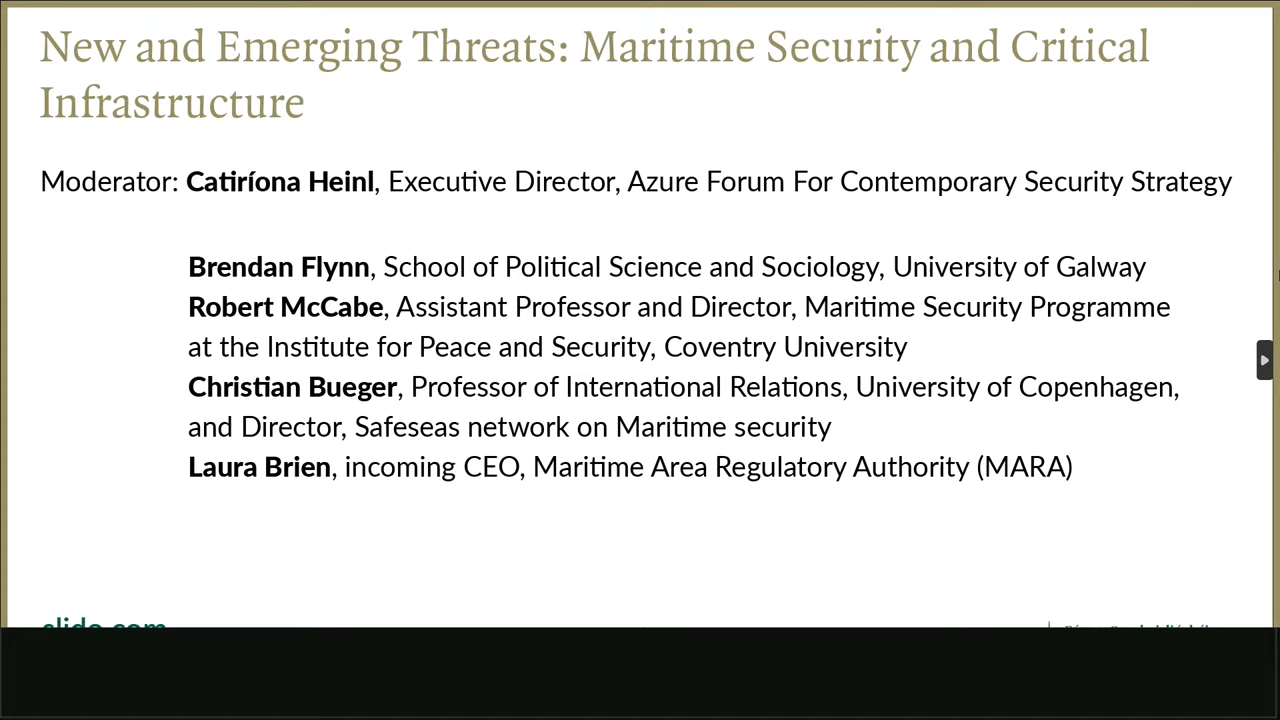 New and Emerging Threats: Maritime Security and Critical
Infrastructure
Moderator: Catiríona Heinl, Executive Director, Azure Forum For Contemporary Security Strategy
Brendan Flynn, School of Political Science and Sociology, University of Galway
Robert McCabe, Assistant Professor and Director, Maritime Security Programme
at the Institute for Peace and Security, Coventry University
Christian Bueger, Professor of International Relations, University of Copenhagen,
and Director, Safeseas network on Maritime security
Laura Brien, incoming CEO, Maritime Area Regulatory Authority (MARA)
slido.com